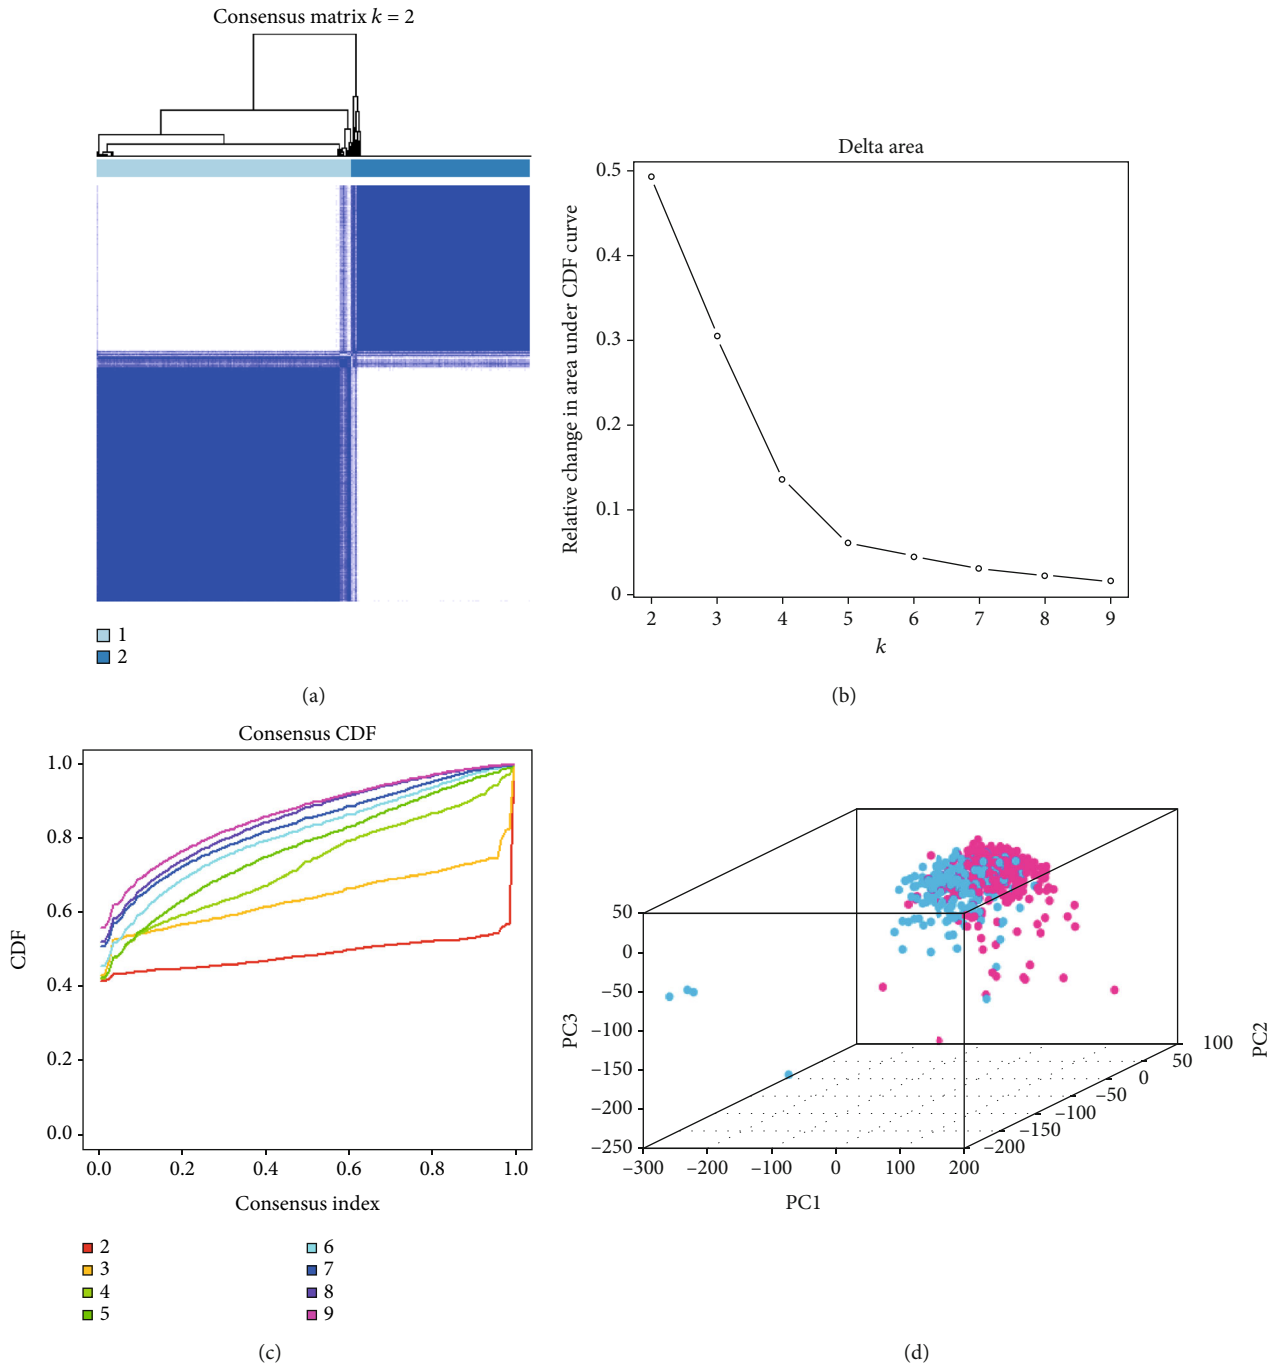 Consensus matrix k = 2
1
2
(a)
Delta area
Relative change in area under CDF curve
0.5
0.4
0.3
0.2
0.1
0
2 3 4 5 6 7 8 9
k
(b)
Consensus CDF
CDF
1.0
0.8
0.6
0.4
0.2
0.0
0.0 0.2 0.4 0.6 0.8 1.0
Consensus index
2
3
4
5
6
7
8
9
(c)
PC3
50
0
−50
−100
−150
−200
−250
−300 −200 −100 0 100 200
PC1
−200
−150
−100
−50
0
50
100
PC2
(d)